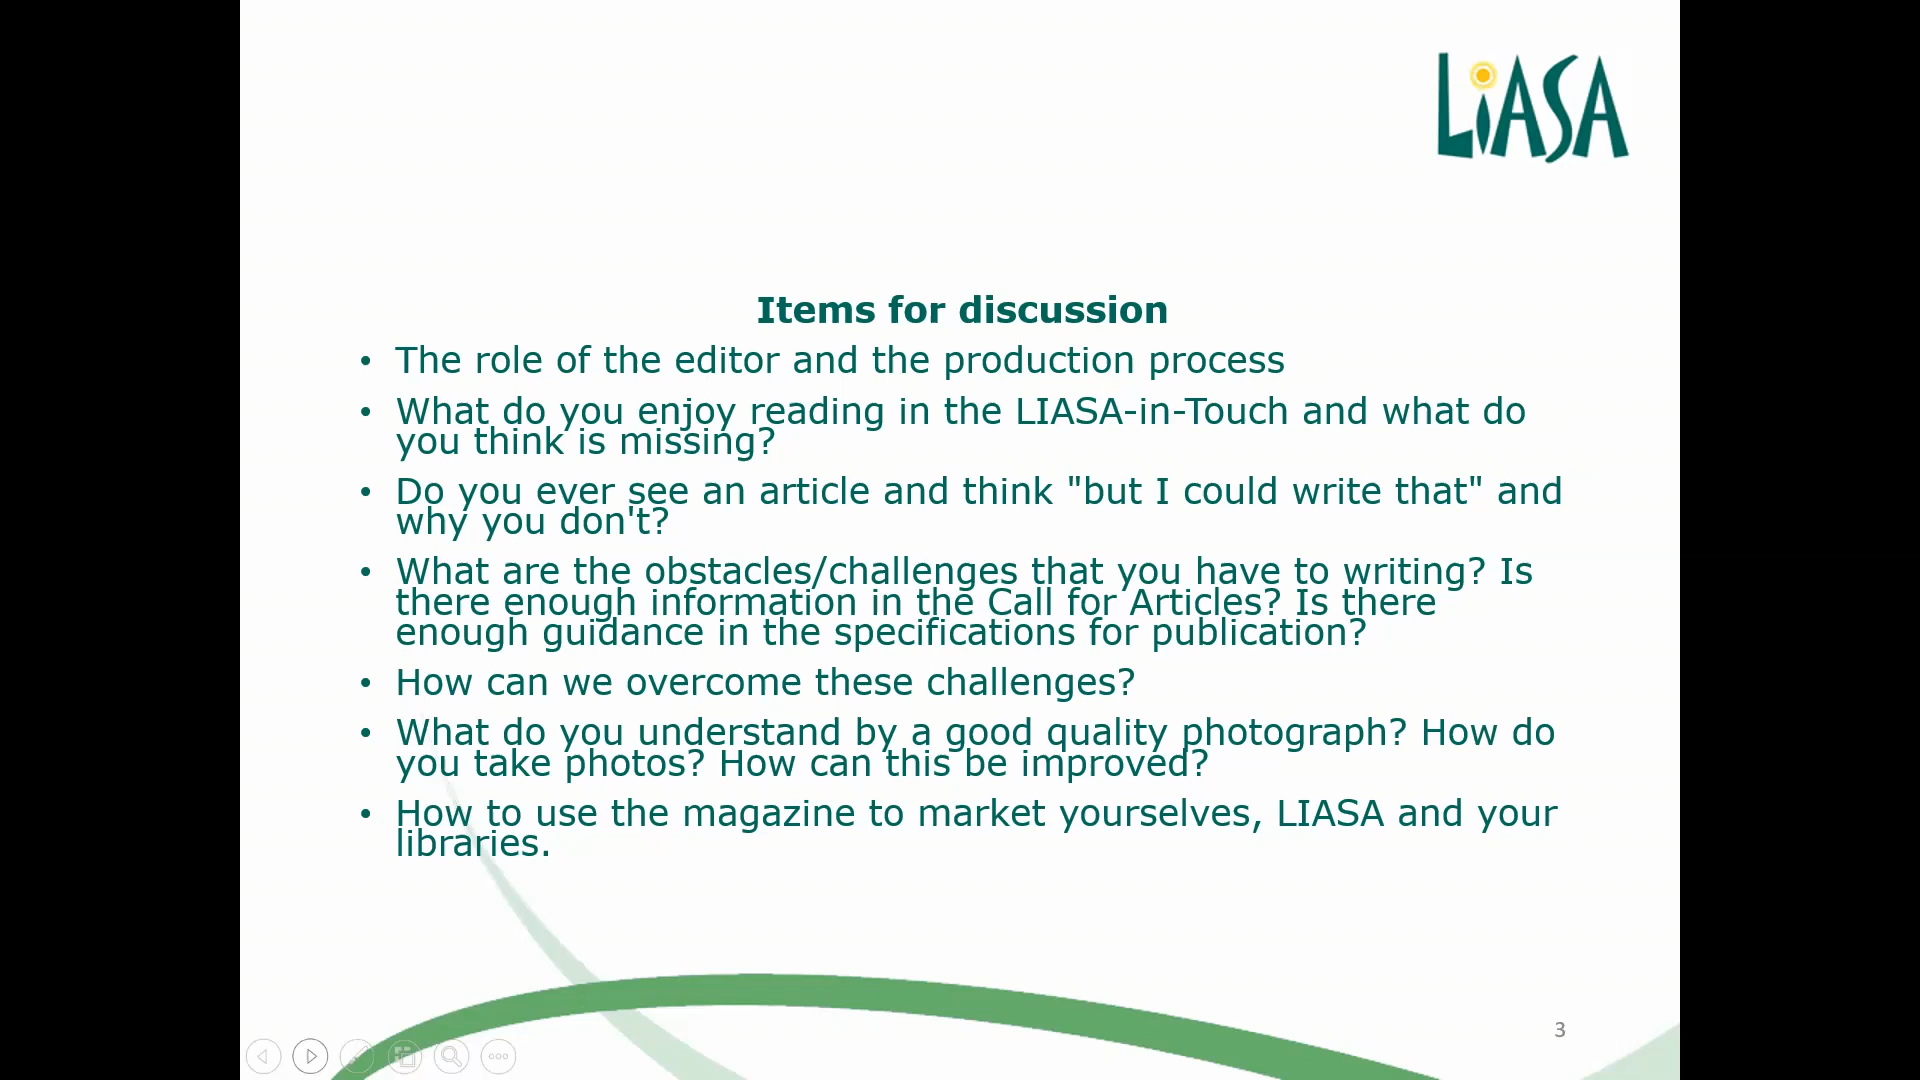 LiASA
Items for discussion
• The role of the editor and the production process
• What do you enjoy reading in the LIASA-in-Touch and what do
you think is missing?
• Do you ever see an article and think "but I could write that" and
why you don't?
• What are the obstacles/challenges that you have to writing? Is
there enough information in the Call for Articles? Is there
enough guidance in the specifications for publication?
• How can we overcome these challenges?
• What do you understand by a good quality photograph? How do
you take photos? How can this be improved?
• How to use the magazine to market yourselves, LIASA and your
libraries.
3